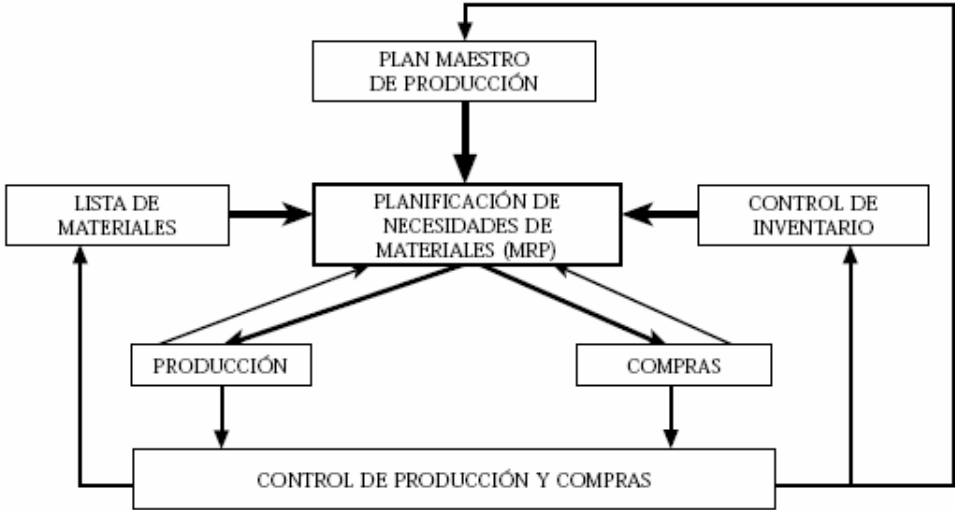 PLAN MAESTRO
DE PRODUCCIÓN
LISTA DE
MATERIALES
PLANIFICACIÓN DE
NECESIDADES DE
MATERIALES (MRP)
CONTROL DE
INVENTARIO
PRODUCCIÓN
COMPRAS
CONTROL DE PRODUCCIÓN Y COMPRAS